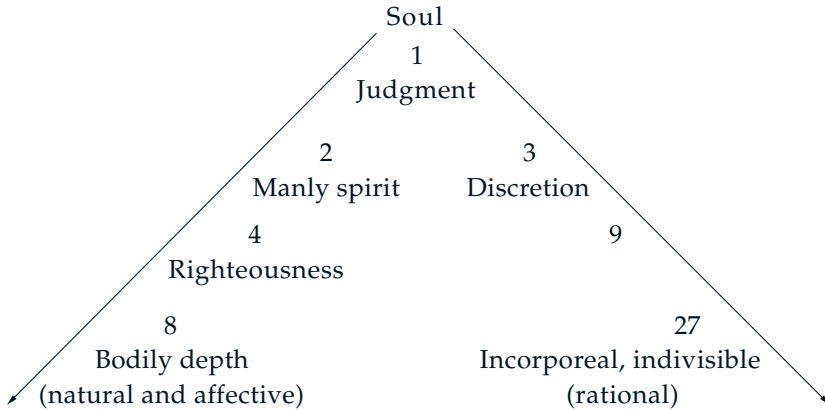 Soul
1
Judgment
2 3
Manly spirit Discretion
4 9
Righteousness
8 27
Bodily depth Incorporeal, indivisible
(natural and affective) (rational)